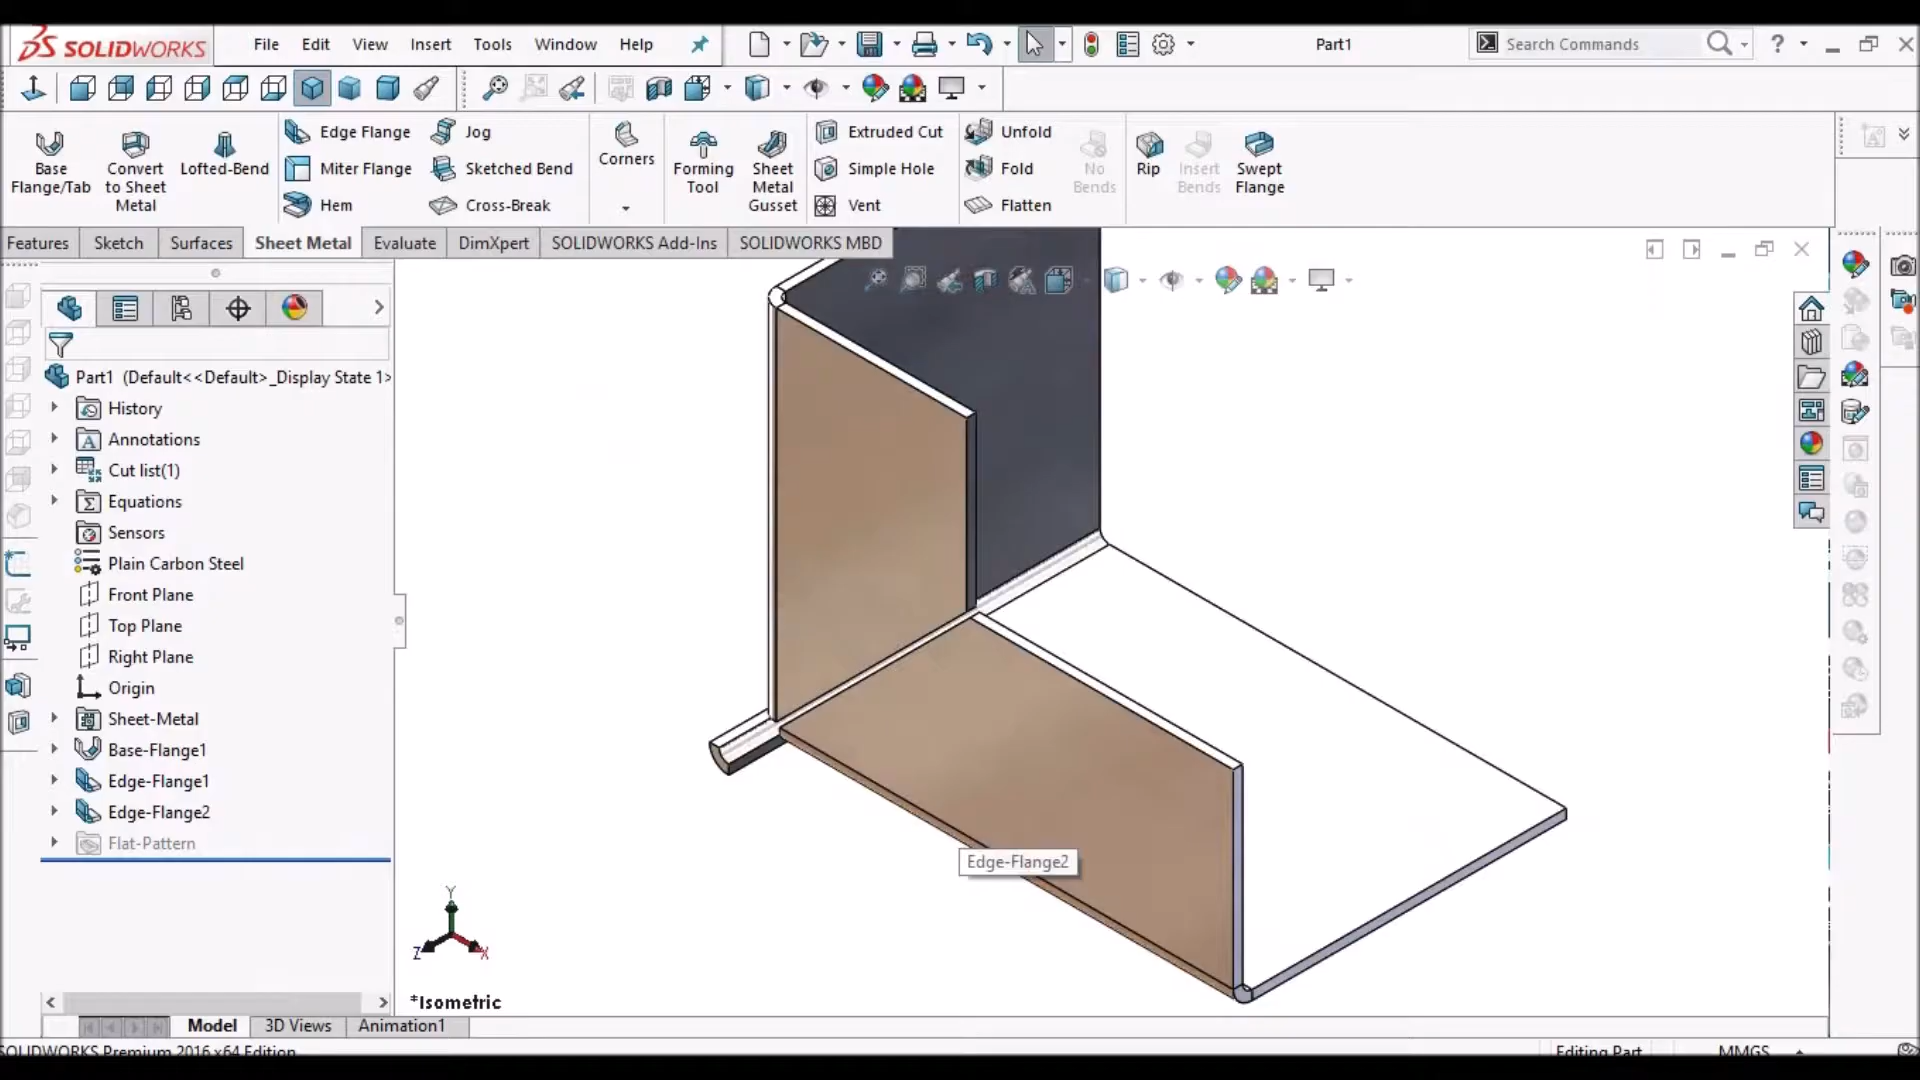 SOLIDWORKS File Edit View Insert Tools Window Help Part1 Search Commands ?
Base Flange/Tab
Convert to Sheet Metal
Lofted-Bend
Edge Flange
Miter Flange
Hem
Jog
Sketched Bend
Cross-Break
Corners
Forming Tool
Sheet Metal Gusset
Extruded Cut
Simple Hole
Vent
Unfold
Fold
Flatten
No Bends
Rip
Insert Bends
Swept Flange
Features Sketch Surfaces Sheet Metal Evaluate DimXpert SOLIDWORKS Add-Ins SOLIDWORKS MBD
Part1 (Default<<Default>_Display State 1>
History
Annotations
Cut list(1)
Equations
Sensors
Plain Carbon Steel
Front Plane
Top Plane
Right Plane
Origin
Sheet-Metal
Base-Flange1
Edge-Flange1
Edge-Flange2
Flat-Pattern
Edge-Flange2
Y
Z X
*Isometric
Model 3D Views Animation1
SOLIDWORKS Premium 2016 x64 Edition Editing Part MMGS